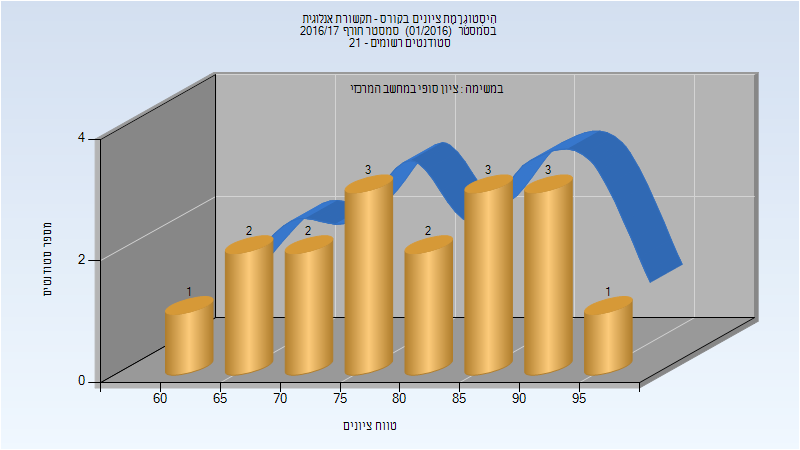 היסטוגרמת ציונים בקורס - תקשורת אנלוגית
בסמסטר (01/2016) סמסטר חורף 2016/17
סטודנטים רשומים - 21
במשימה : ציון סופי במחשב המרכזי
מספר סטודנטים
4
2
0
1
2
2
3
2
3
3
1
60 65 70 75 80 85 90 95
טווח ציונים